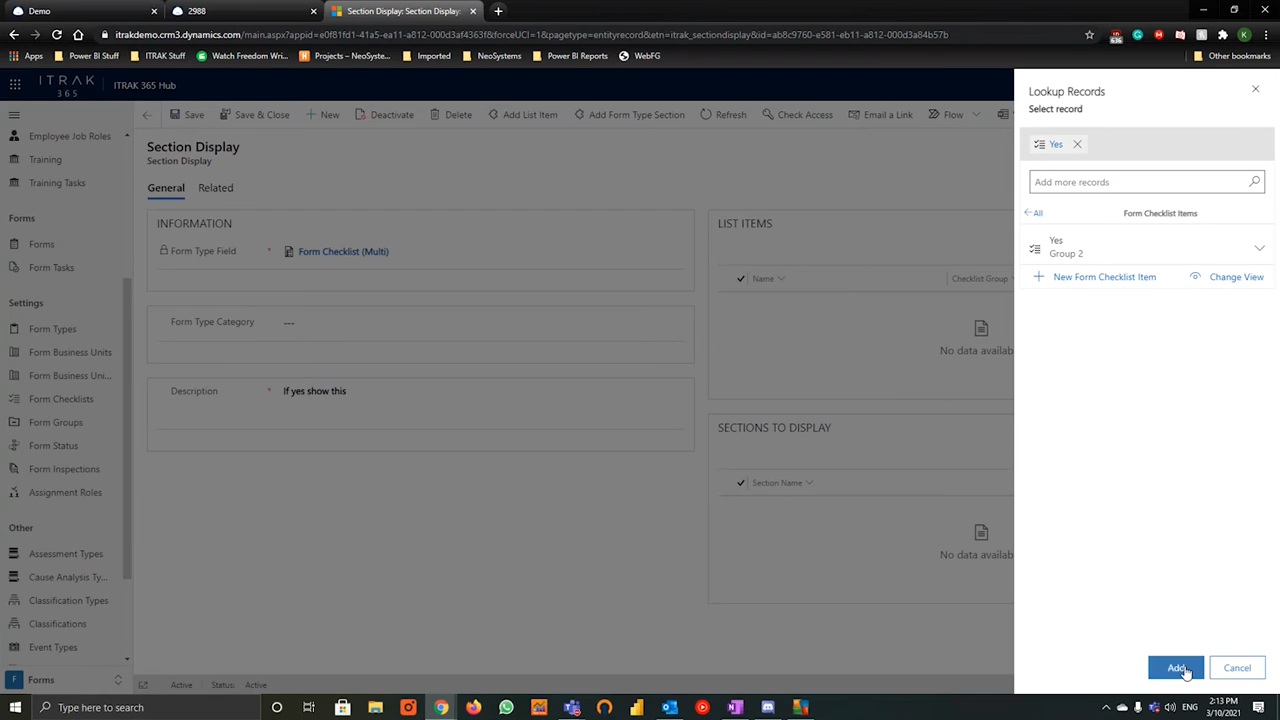 Demo
2988
Section Display: Section Display:
itrakdemo.crm3.dynamics.com/main.aspx?appid=e0f81fd1-41a5-ea11-a812-000d3af4363f&forceUCI=1&pagetype=entityrecord&etn=itrak_sectiondisplay&id=ab8c9760-e581-eb11-a812-000d3a84b57b
636
K
Apps
Power BI Stuff
ITRAK Stuff
Watch Freedom Wri...
Projects – NeoSyste...
Imported
NeoSystems
Power BI Reports
WebFG
Other bookmarks
ITRAK
365
ITRAK 365 Hub
Save
Save & Close
New
Deactivate
Delete
Add List Item
Add Form Type Section
Refresh
Check Access
Email a Link
Flow
Employee Job Roles
Training
Training Tasks
Forms
Forms
Form Tasks
Settings
Form Types
Form Business Units
Form Business Uni...
Form Checklists
Form Groups
Form Status
Form Inspections
Assignment Roles
Other
Assessment Types
Cause Analysis Ty...
Classification Types
Classifications
Event Types
F Forms
Section Display
Section Display
General
Related
INFORMATION
Form Type Field * Form Checklist (Multi)
Form Type Category ---
Description * If yes show this
LIST ITEMS
Name
Checklist Group
No data availab
SECTIONS TO DISPLAY
Section Name
No data availab
Active
Status: Active
Lookup Records
Select record
Yes
Add more records
All
Form Checklist Items
Yes
Group 2
New Form Checklist Item
Change View
Add
Cancel
Type here to search
ENG
2:13 PM
3/10/2021